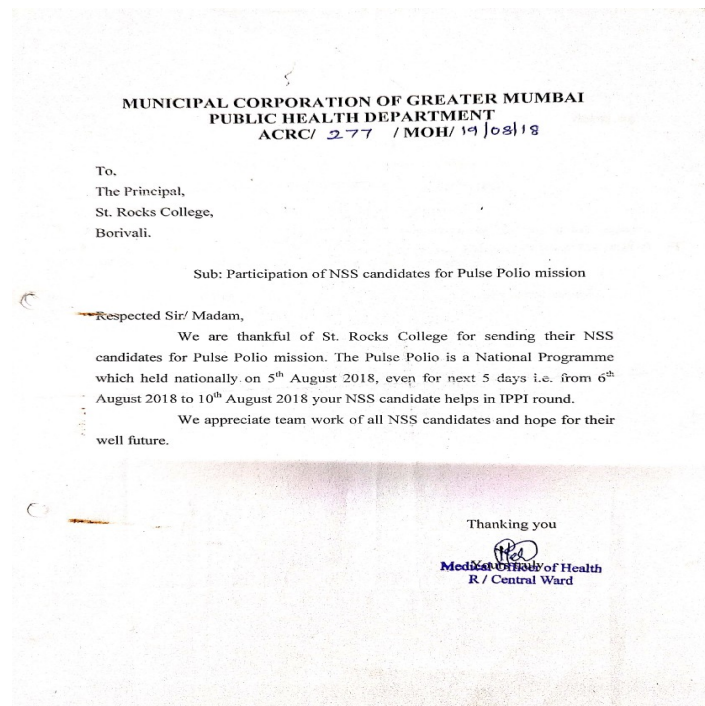 MUNICIPAL CORPORATION OF GREATER MUMBAI
PUBLIC HEALTH DEPARTMENT
ACRC/ 277 / MOH/ 19/08/18
To,
The Principal,
St. Rocks College,
Borivali.
Sub: Participation of NSS candidates for Pulse Polio mission
Respected Sir/ Madam,
We are thankful of St. Rocks College for sending their NSS
candidates for Pulse Polio mission. The Pulse Polio is a National Programme
which held nationally on 5th August 2018, even for next 5 days i.e. from 6th
August 2018 to 10th August 2018 your NSS candidate helps in IPPI round.
We appreciate team work of all NSS candidates and hope for their
well future.
Thanking you
Yours truly
Medical Officer of Health
R / Central Ward